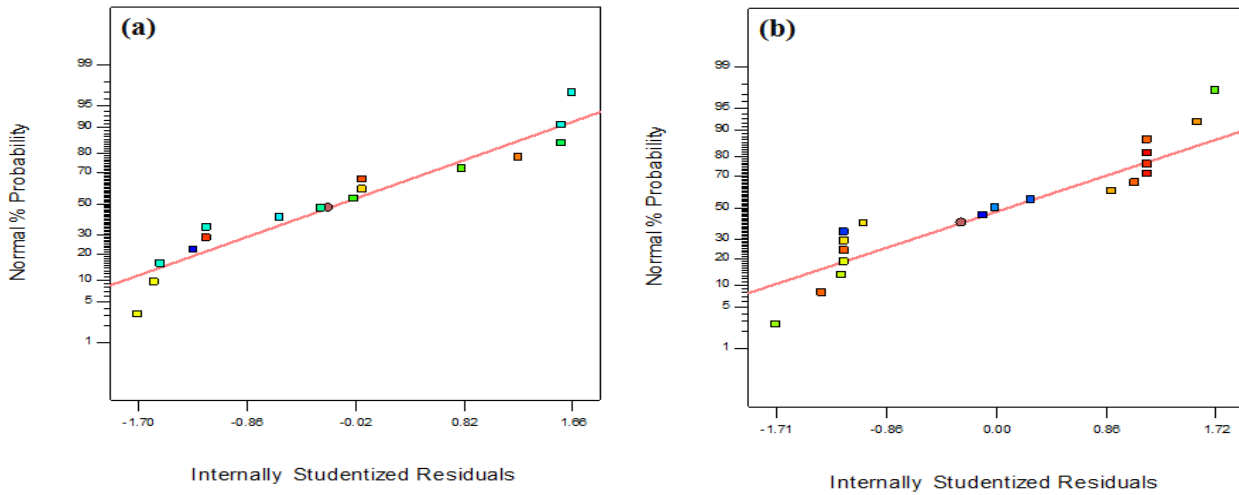 (a)
Normal % Probability
99
95
90
80
70
50
30
20
10
5
1
-1.70 -0.86 -0.02 0.82 1.66
Internally Studentized Residuals
(b)
Normal % Probability
99
95
90
80
70
50
30
20
10
5
1
-1.71 -0.86 0.00 0.86 1.72
Internally Studentized Residuals